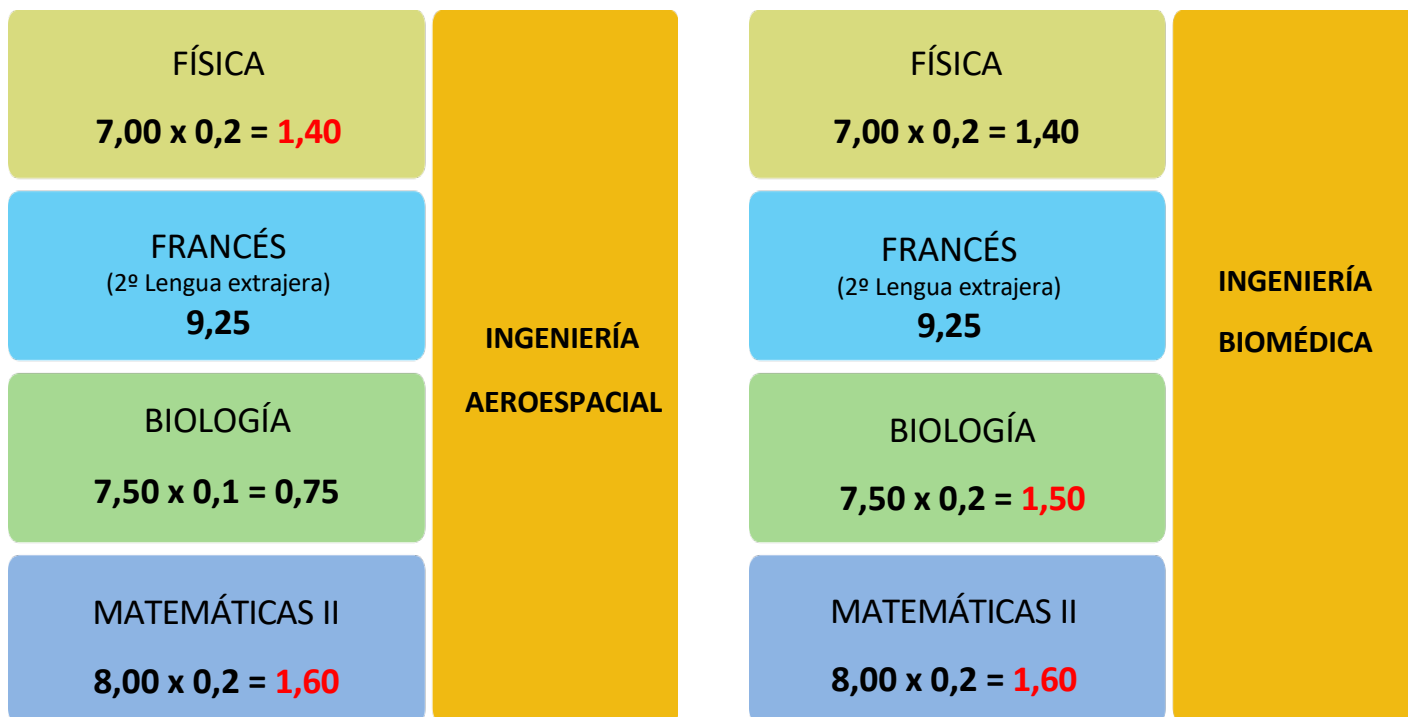 FÍSICA
7,00 x 0,2 = 1,40
FRANCÉS
(2º Lengua extrajera)
9,25
BIOLOGÍA
7,50 x 0,1 = 0,75
MATEMÁTICAS II
8,00 x 0,2 = 1,60
INGENIERÍA
AEROESPACIAL
FÍSICA
7,00 x 0,2 = 1,40
FRANCÉS
(2º Lengua extrajera)
9,25
BIOLOGÍA
7,50 x 0,2 = 1,50
MATEMÁTICAS II
8,00 x 0,2 = 1,60
INGENIERÍA
BIOMÉDICA